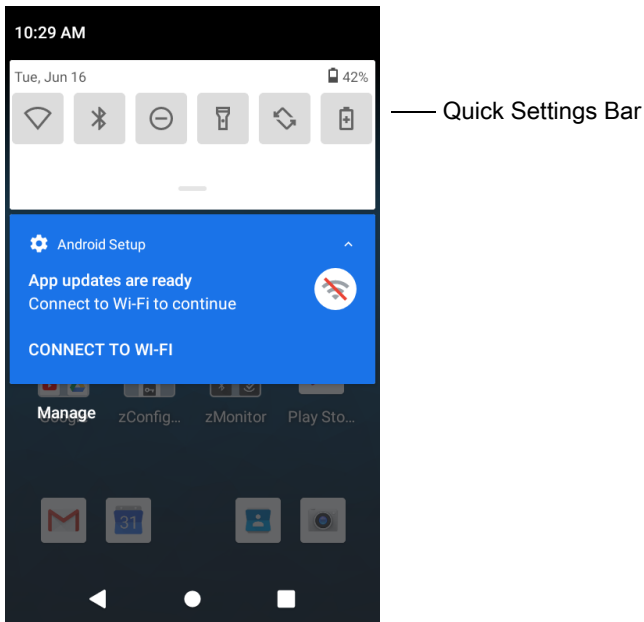 10:29 AM
Tue, Jun 16
42%
Quick Settings Bar
Android Setup
App updates are ready
Connect to Wi-Fi to continue
CONNECT TO WI-FI
Manage
zConfig...
zMonitor
Play Sto...
31